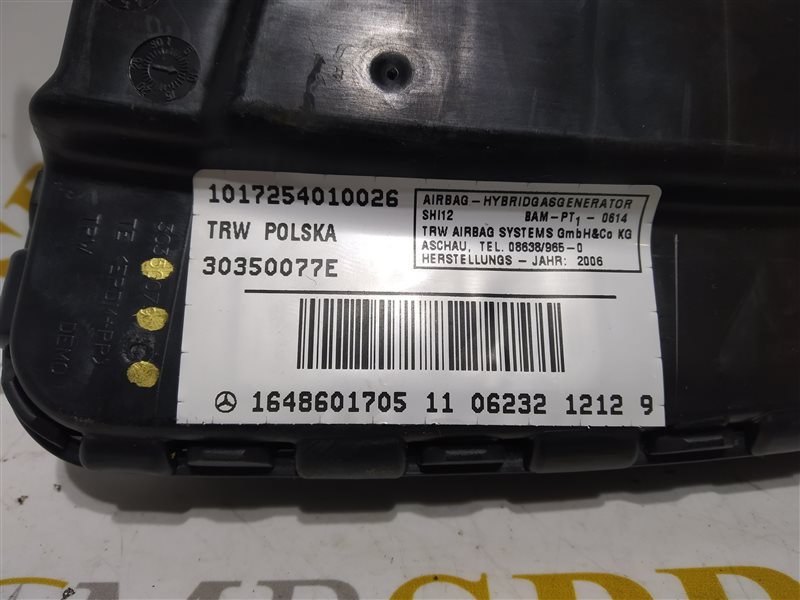 1017254010026
TRW POLSKA
30350077E
AIRBAG-HYBRIDGASGENERATOR
SHI12 BAM-PT1-0614
TRW AIRBAG SYSTEMS GmbH&Co KG
ASCHAU, TEL. 08638/965-0
HERSTELLUNGS - JAHR: 2006
1648601705 11 06232 1212 9
TRW